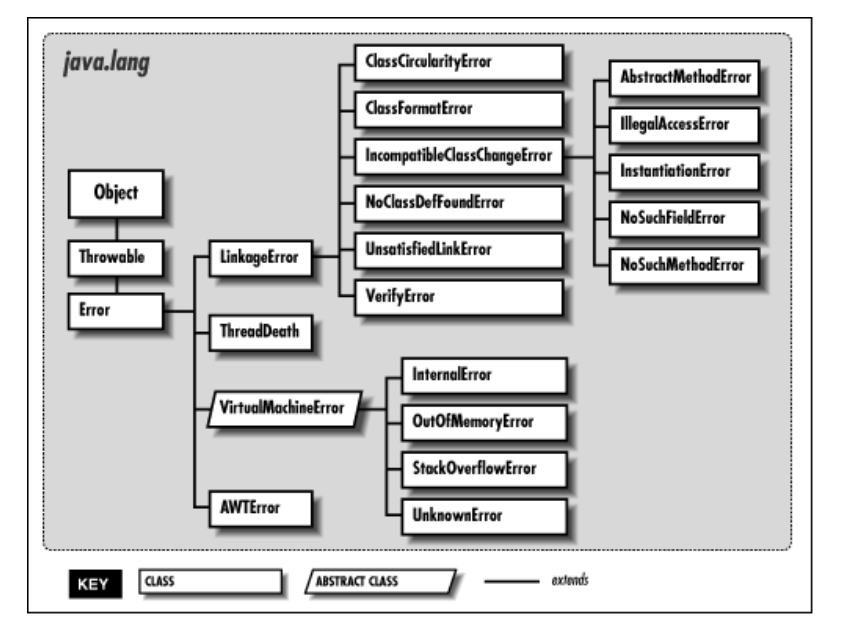 java.lang
Object
Throwable
Error
LinkageError
ThreadDeath
VirtualMachineError
AWTError
ClassCircularityError
ClassFormatError
IncompatibleClassChangeError
NoClassDefFoundError
UnsatisfiedLinkError
VerifyError
AbstractMethodError
IllegalAccessError
InstantiationError
NoSuchFieldError
NoSuchMethodError
InternalError
OutOfMemoryError
StackOverflowError
UnknownError
KEY
CLASS
ABSTRACT CLASS
extends